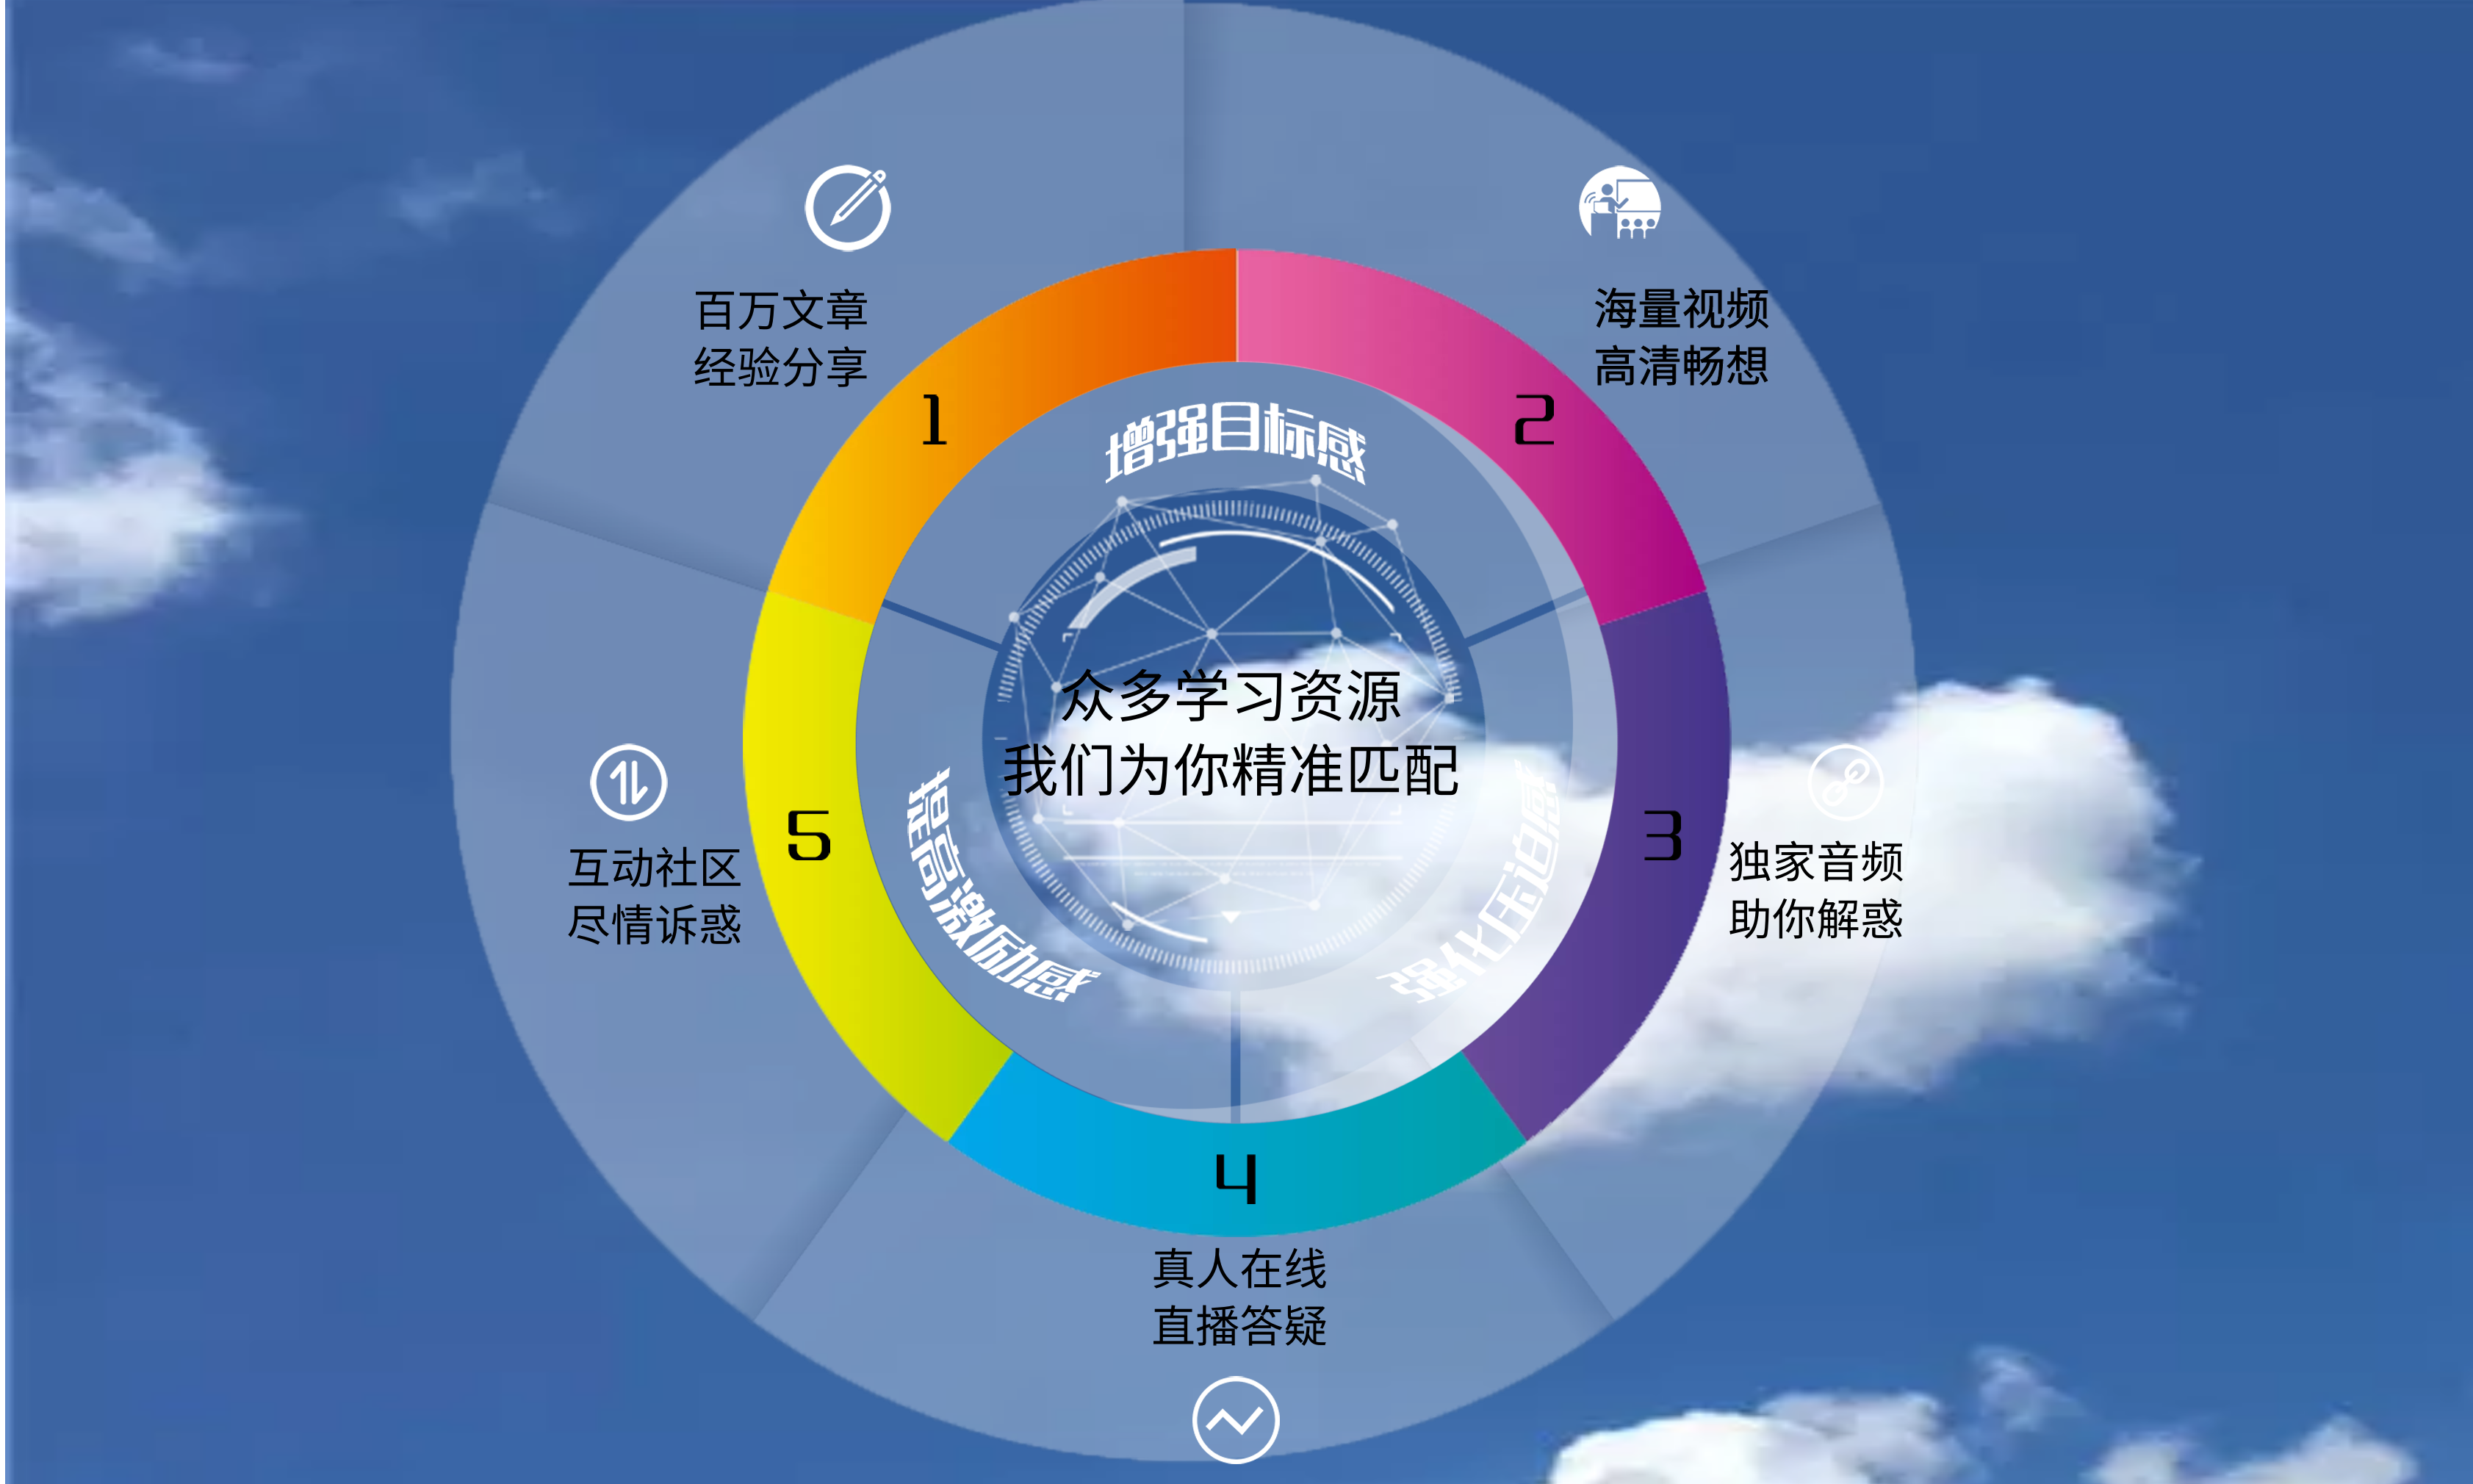 百万文章
经验分享
1
海量视频
高清畅想
2
增强目标感
众多学习资源
我们为你精准匹配
提高激励感
强化压迫感
5
互动社区
尽情诉惑
3
独家音频
助你解惑
4
真人在线
直播答疑